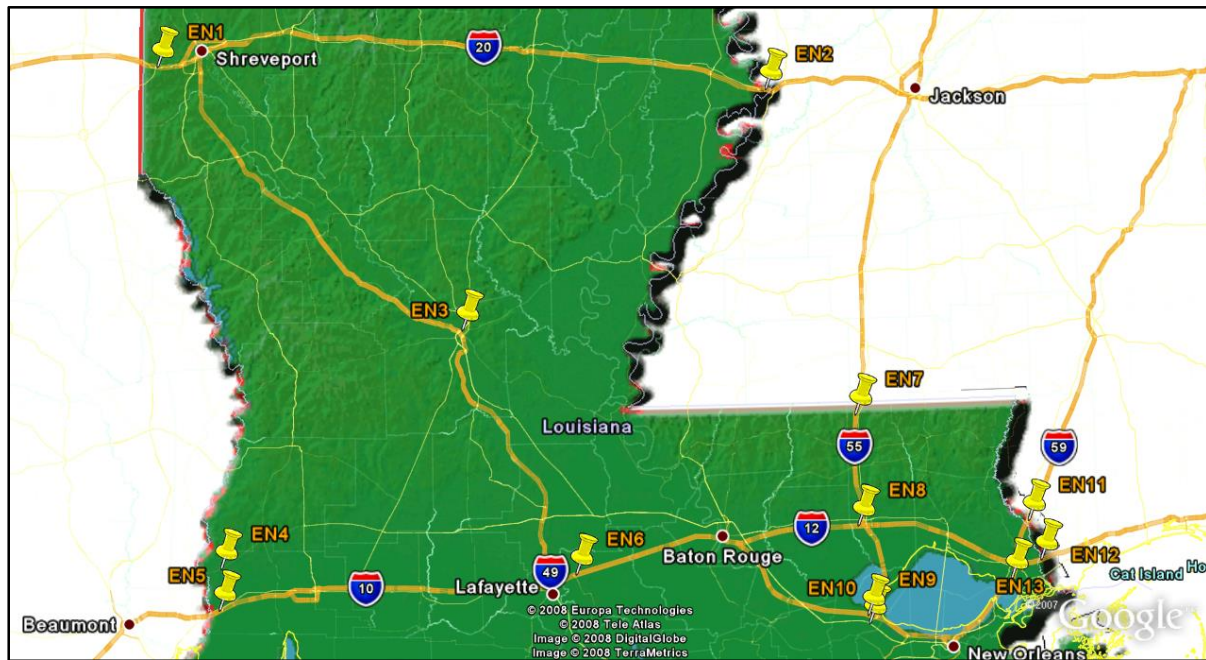 EN1
Shreveport
20
EN2
Jackson
EN3
Louisiana
EN7
55
59
EN4
EN5
10
Beaumont
Lafayette
49
EN6
Baton Rouge
12
EN8
EN11
EN12
EN13
EN10
EN9
Cat Island
Ho
© 2008 Europa Technologies
© 2008 Tele Atlas
Image © 2008 DigitalGlobe
Image © 2008 TerraMetrics
©2007 Google
New Orleans